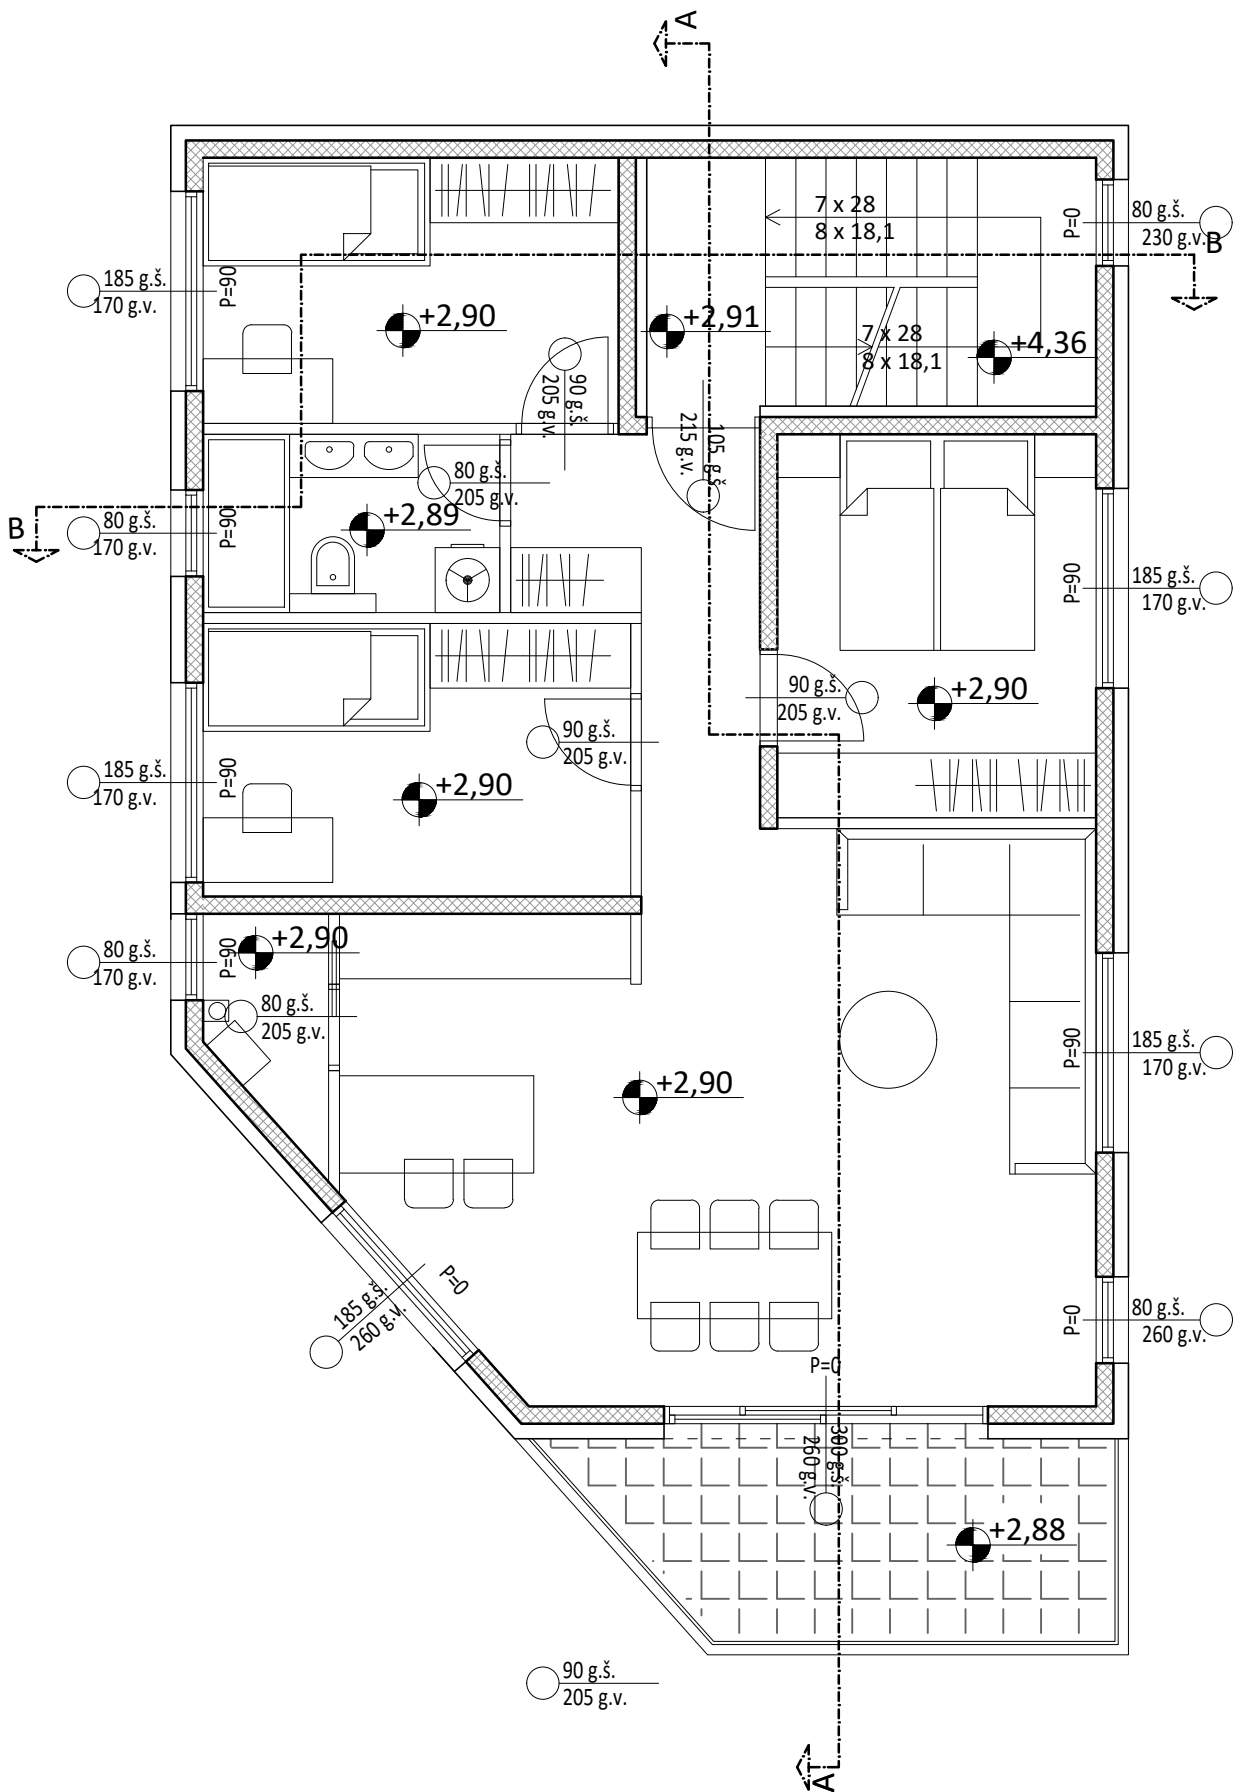 A
7 x 28
8 x 18,1
P=0
80 g.š.
230 g.v.
B
185 g.š.
170 g.v.
P=90
+2,90
+2,91
7 x 28
8 x 18,1
+4,36
90 g.š.
205 g.v.
105 g.š.
215 g.v.
80 g.š.
205 g.v.
B
80 g.š.
170 g.v.
P=90
+2,89
P=90
185 g.š.
170 g.v.
90 g.š.
205 g.v.
+2,90
90 g.š.
205 g.v.
185 g.š.
170 g.v.
P=90
+2,90
80 g.š.
170 g.v.
P=90
+2,90
80 g.š.
205 g.v.
P=90
185 g.š.
170 g.v.
+2,90
P=0
185 g.š.
260 g.v.
P=0
80 g.š.
260 g.v.
P=0
300 g.š.
260 g.v.
+2,88
90 g.š.
205 g.v.
A